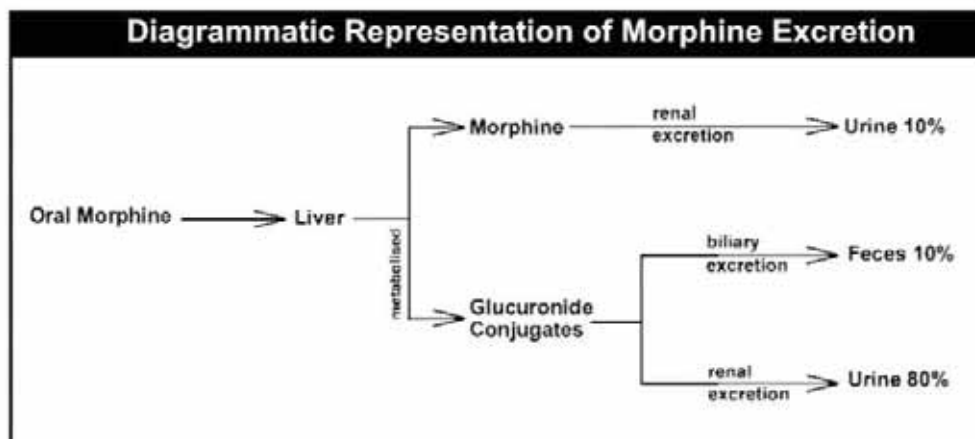 Diagrammatic Representation of Morphine Excretion
Morphine
renal
excretion
Urine 10%
Oral Morphine
Liver
metabolised
biliary
excretion
Feces 10%
Glucuronide
Conjugates
renal
excretion
Urine 80%